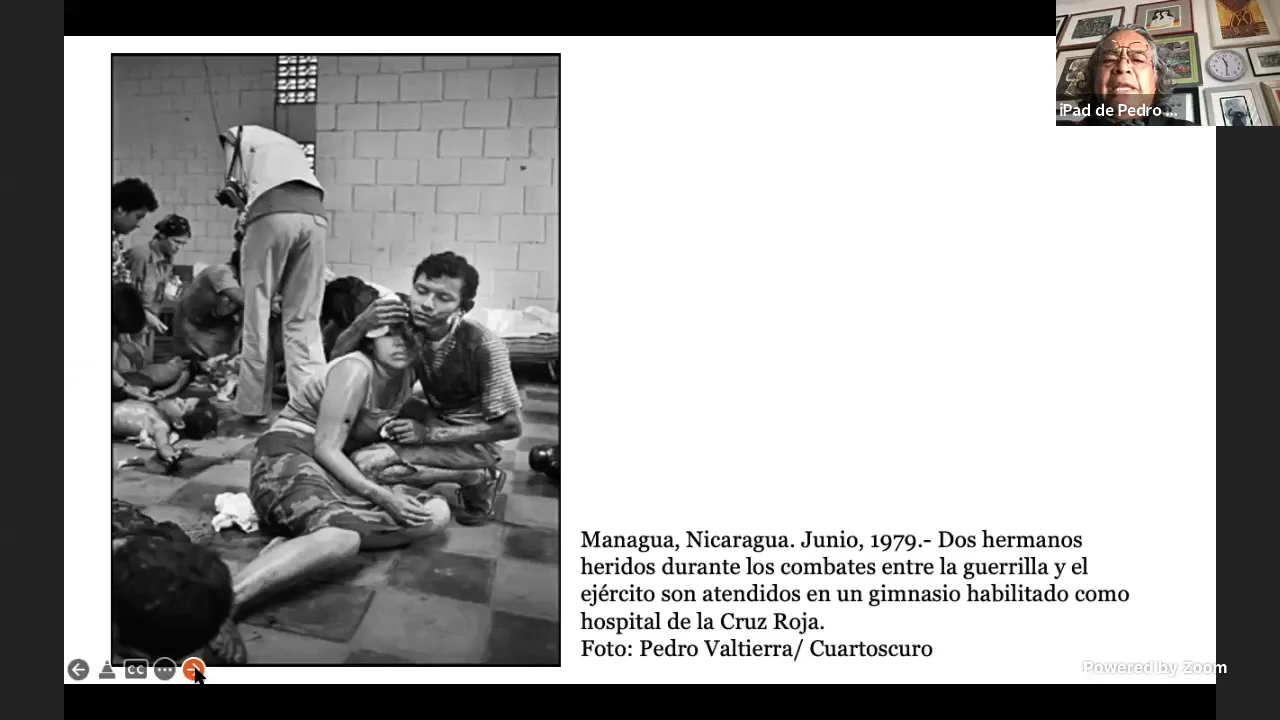 iPad de Pedro ...
Managua, Nicaragua. Junio, 1979.- Dos hermanos
heridos durante los combates entre la guerrilla y el
ejército son atendidos en un gimnasio habilitado como
hospital de la Cruz Roja.
Foto: Pedro Valtierra/ Cuartoscuro
CC
Powered by Zoom